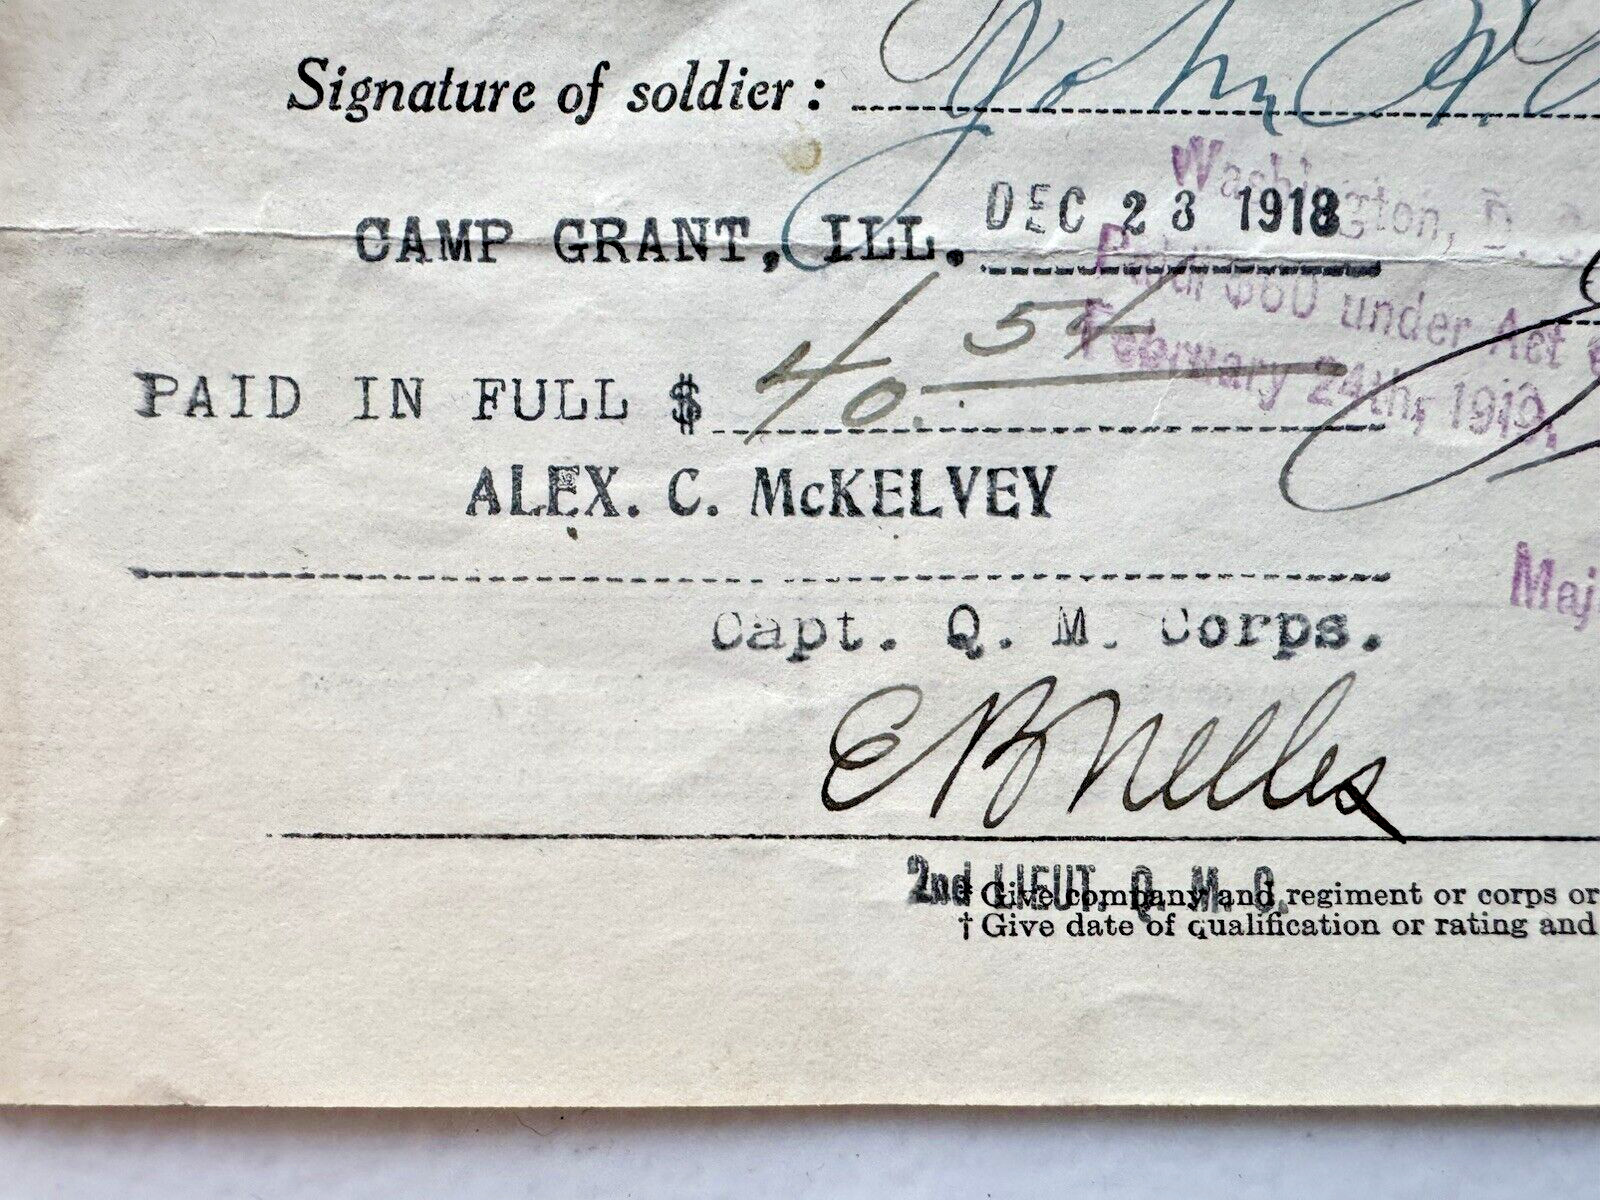 Signature of soldier: John
CAMP GRANT, ILL. DEC 23 1918
Washington, D.
Paid $60 under Act
February 24th, 1919.
PAID IN FULL $ 40.54
ALEX. C. McKELVEY
Maj
Capt. Q. M. Corps.
E B Nelles
2nd LIEUT. Q. M. C.
* Give company and regiment or corps or
† Give date of qualification or rating and